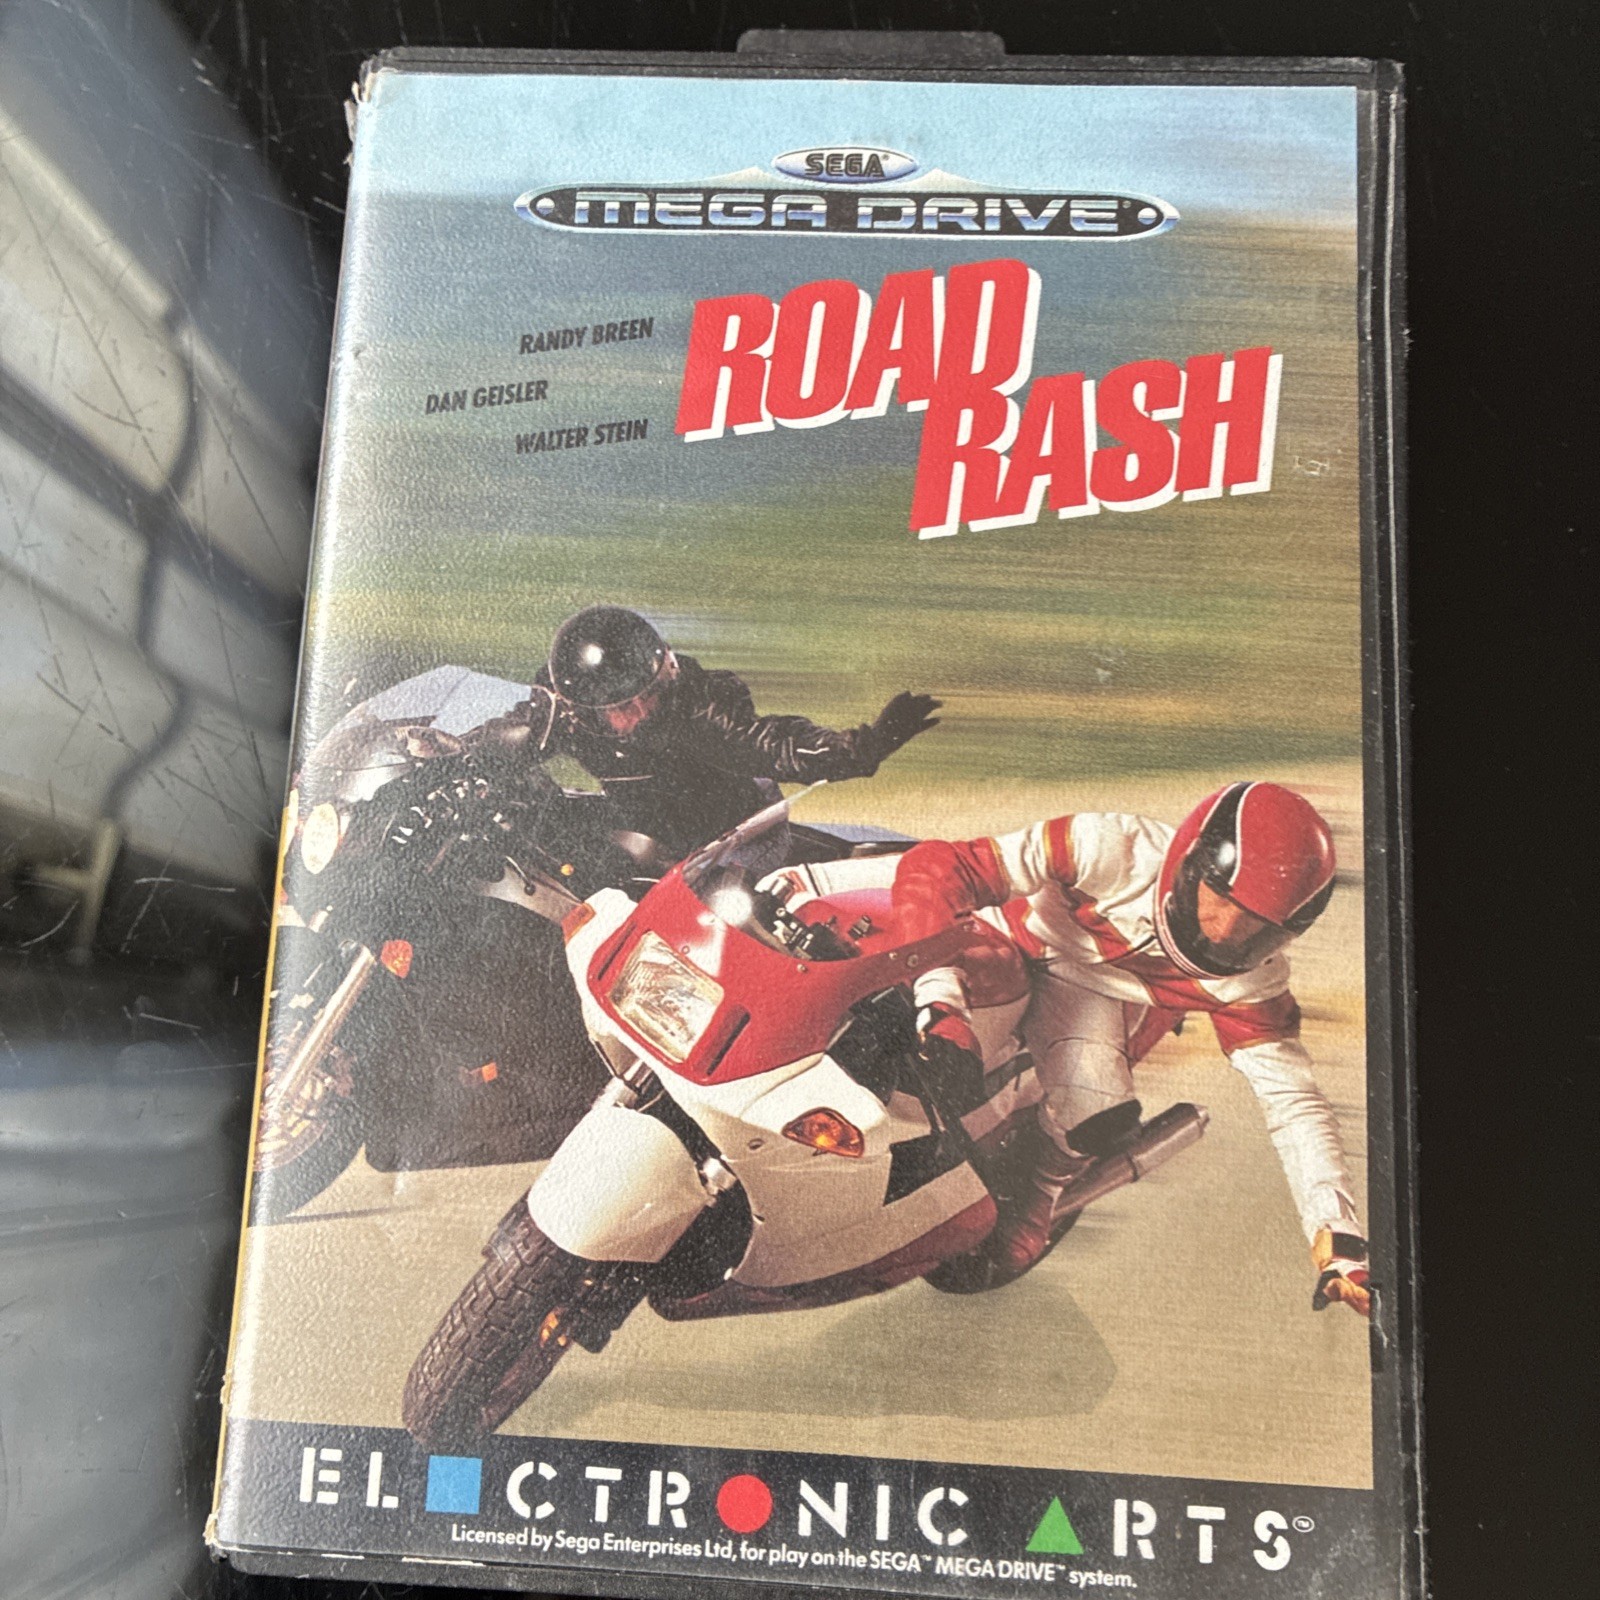 SEGA®
MEGA DRIVE®
ROAD
RASH
RANDY BREEN
DAN GEISLER
WALTER STEIN
ELECTRONIC ARTS™
Licensed by Sega Enterprises Ltd, for play on the SEGA™ MEGA DRIVE™ system.